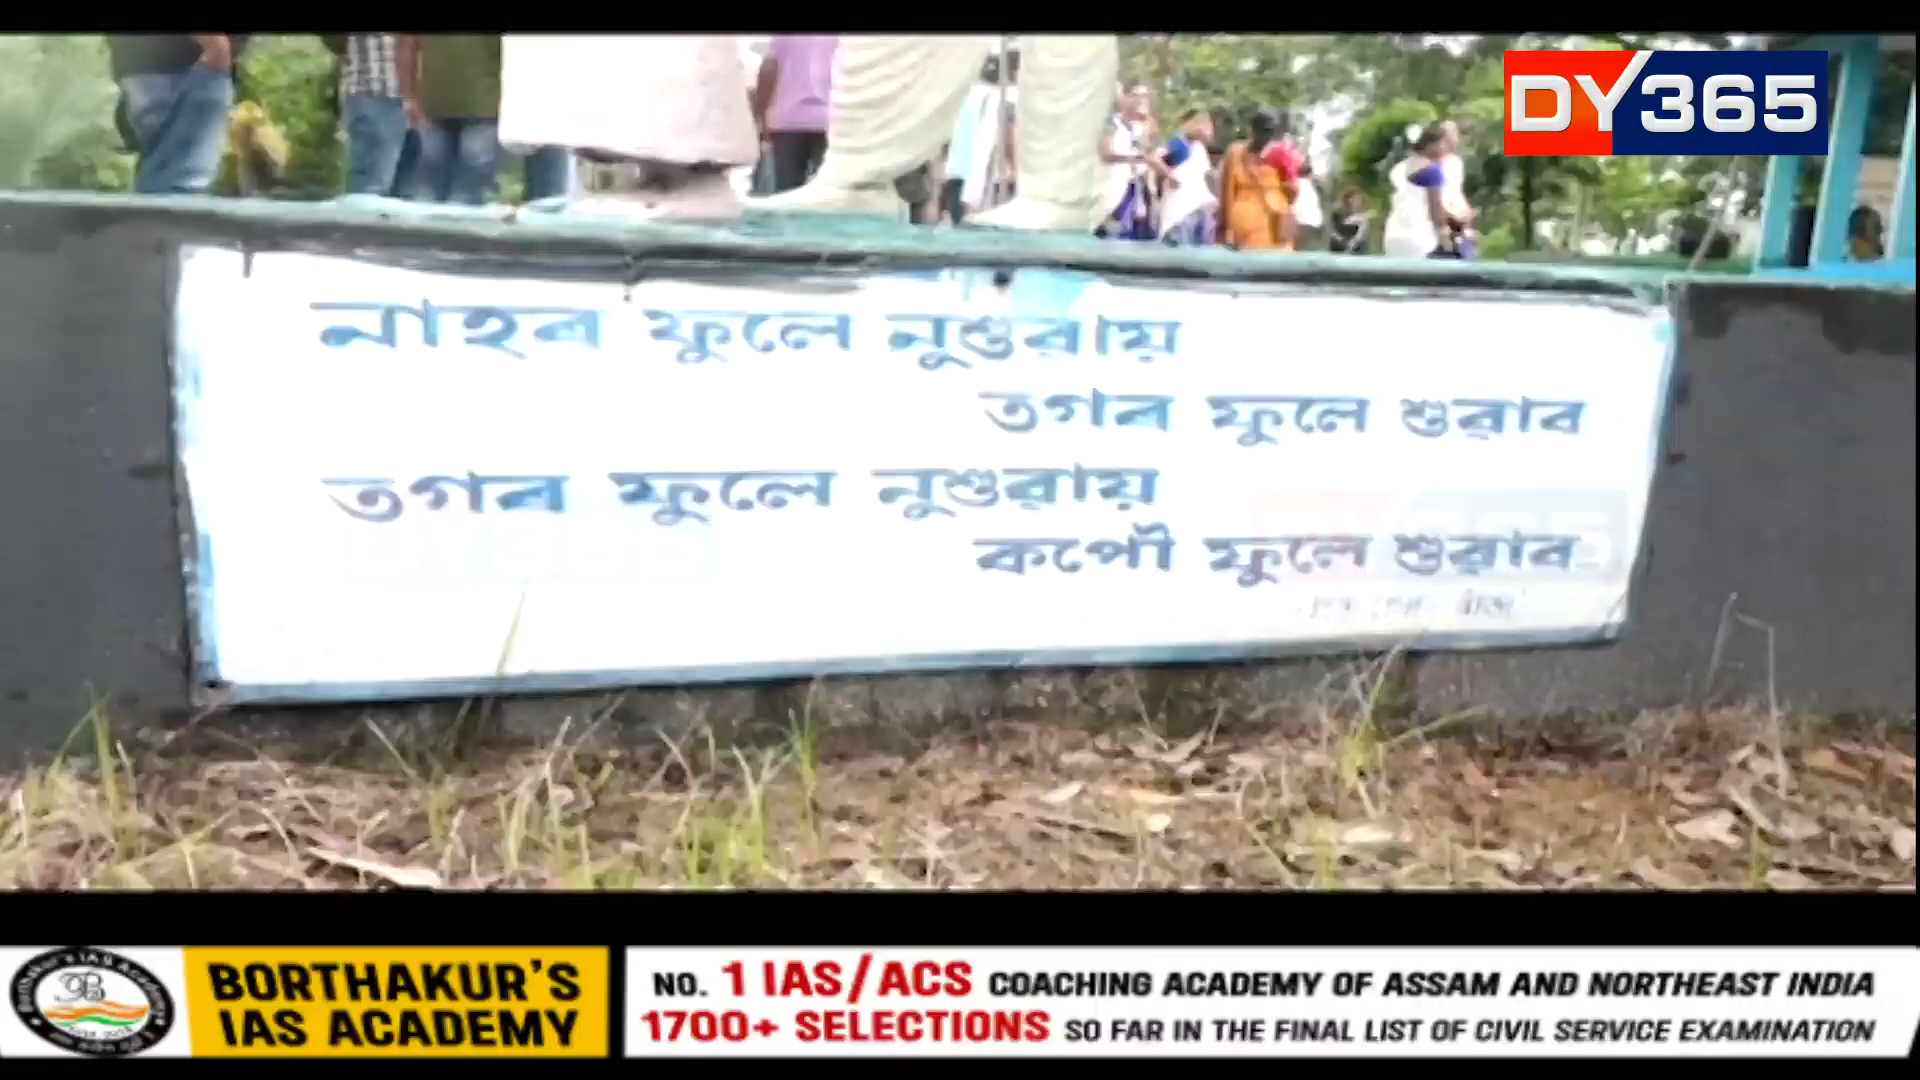 DY365
নাহৰ ফুলে নুশুৱায়
তগৰ ফুলে শুৱাব
তগৰ ফুলে নুশুৱায়
কপৌ ফুলে শুৱাব
BORTHAKUR'S
IAS ACADEMY
NO. 1 IAS/ACS COACHING ACADEMY OF ASSAM AND NORTHEAST INDIA
1700+ SELECTIONS SO FAR IN THE FINAL LIST OF CIVIL SERVICE EXAMINATION